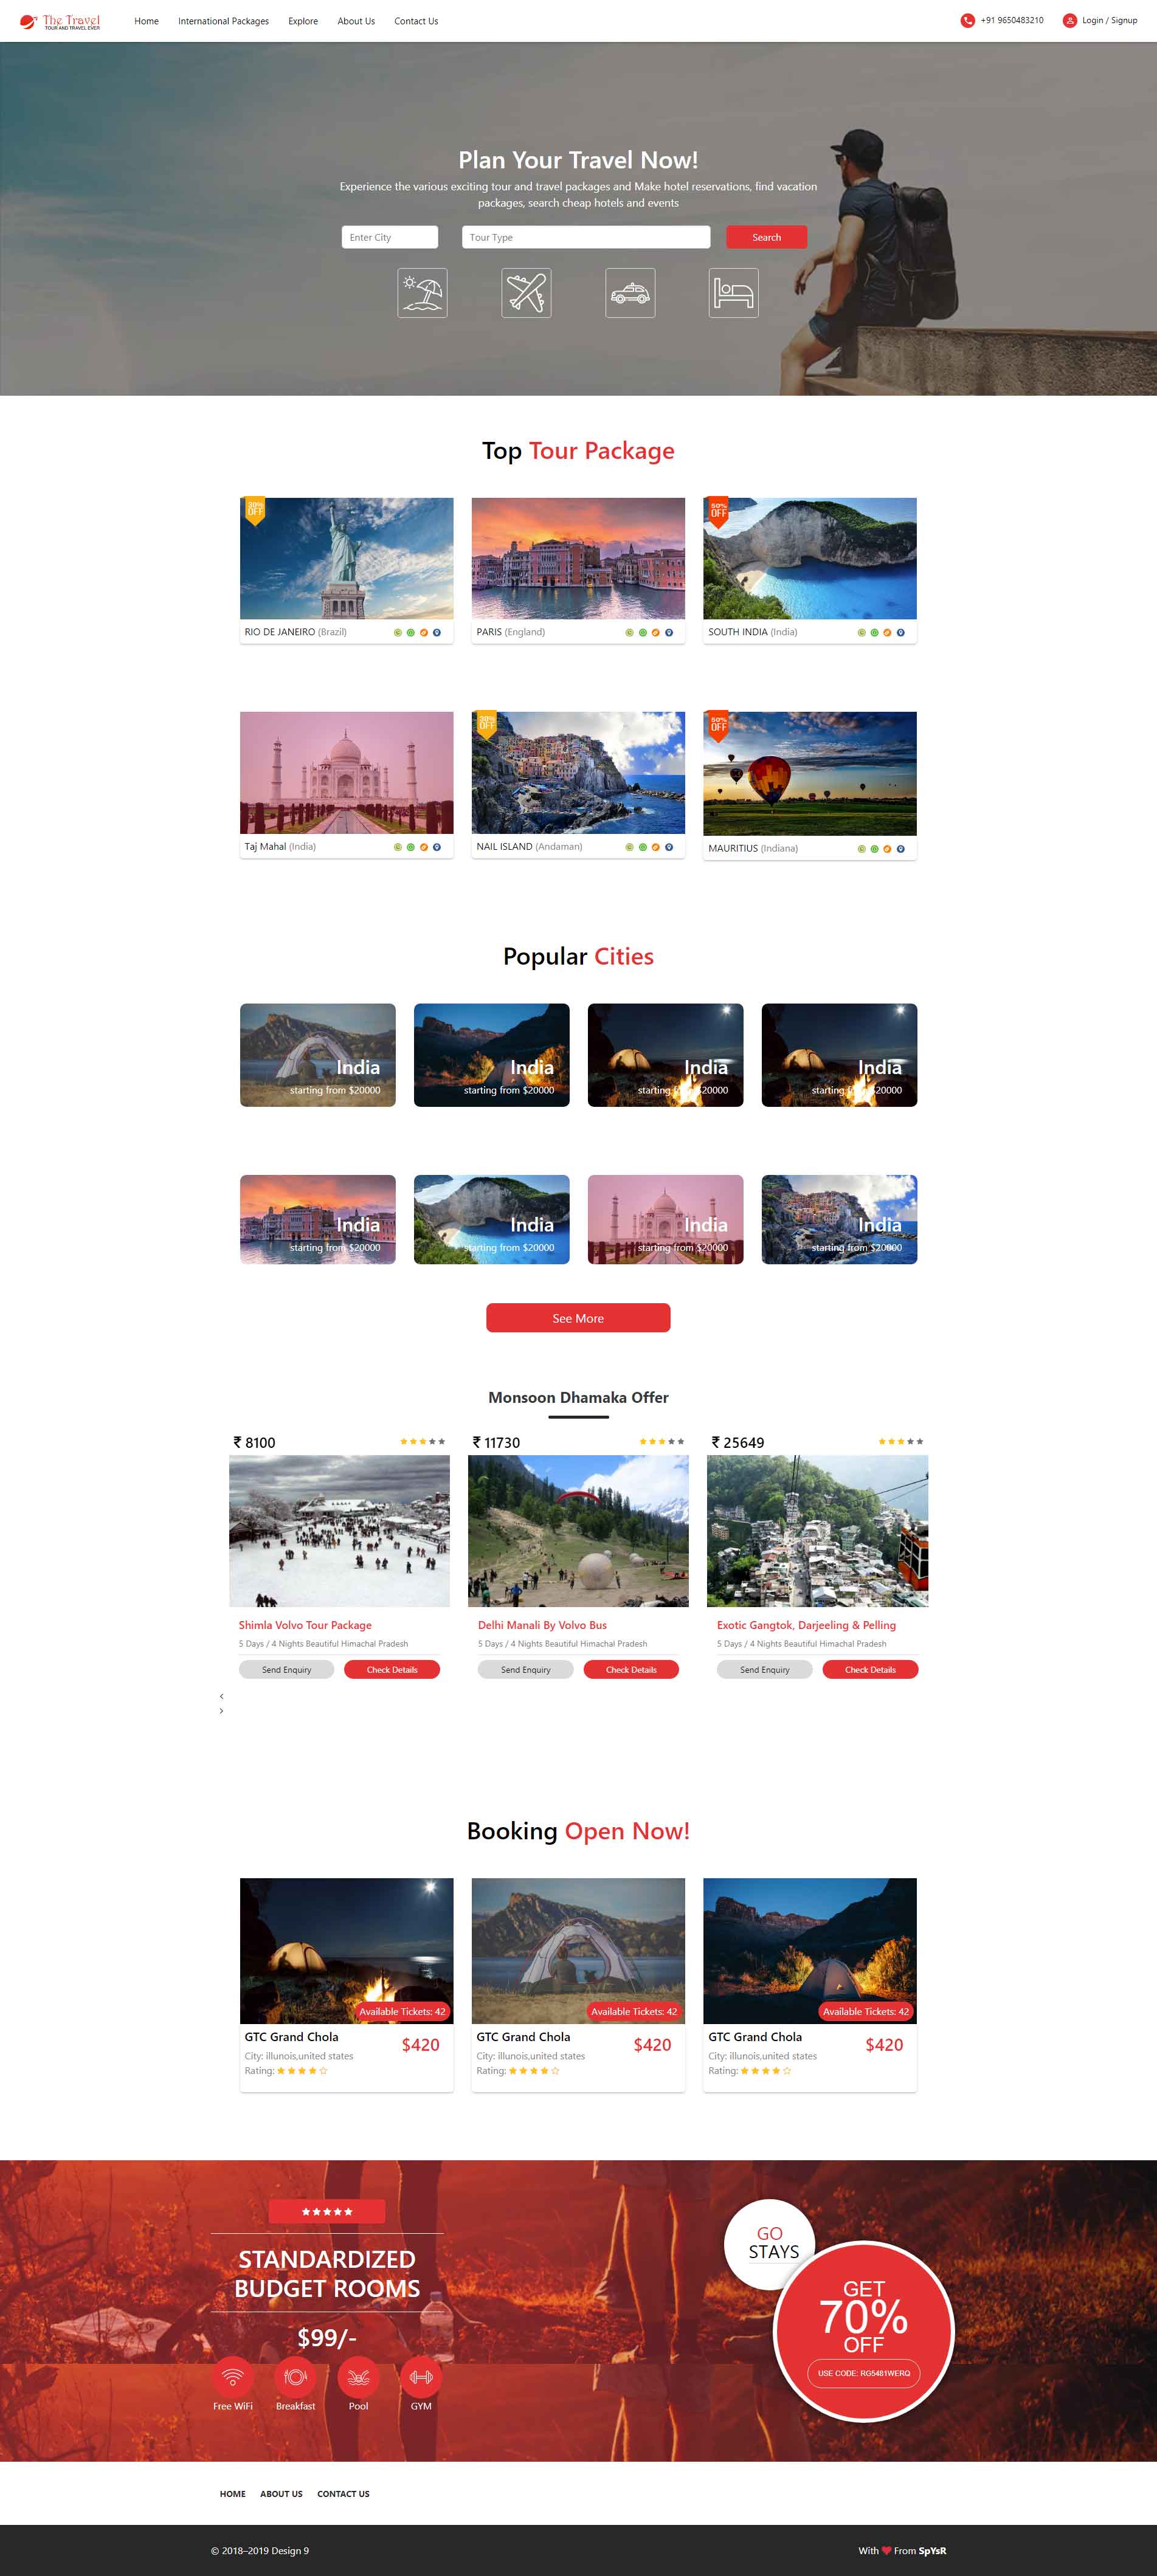 The Travel
TOUR AND TRAVEL EVER
Home International Packages Explore About Us Contact Us
+91 9650483210 Login / Signup
Plan Your Travel Now!
Experience the various exciting tour and travel packages and Make hotel reservations, find vacation
packages, search cheap hotels and events
Enter City Tour Type Search
Top Tour Package
30%
OFF
50%
OFF
RIO DE JANEIRO (Brazil) PARIS (England) SOUTH INDIA (India)
30%
OFF
50%
OFF
Taj Mahal (India) NAIL ISLAND (Andaman) MAURITIUS (Indiana)
Popular Cities
India India India India
starting from $20000 starting from $20000 starting from $20000 starting from $20000
India India India India
starting from $20000 starting from $20000 starting from $20000 starting from $20000
See More
Monsoon Dhamaka Offer
₹ 8100 ₹ 11730 ₹ 25649
Shimla Volvo Tour Package Delhi Manali By Volvo Bus Exotic Gangtok, Darjeeling & Pelling
5 Days / 4 Nights Beautiful Himachal Pradesh 5 Days / 4 Nights Beautiful Himachal Pradesh 5 Days / 4 Nights Beautiful Himachal Pradesh
Send Enquiry Check Details Send Enquiry Check Details Send Enquiry Check Details
Booking Open Now!
Available Tickets: 42 Available Tickets: 42 Available Tickets: 42
GTC Grand Chola $420 GTC Grand Chola $420 GTC Grand Chola $420
City: illunois,united states City: illunois,united states City: illunois,united states
Rating: Rating: Rating:
STANDARDIZED
BUDGET ROOMS
$99/-
Free WiFi Breakfast Pool GYM
GO
STAYS
GET
70%
OFF
USE CODE: RG5481WERQ
HOME ABOUT US CONTACT US
© 2018–2019 Design 9 With ❤ From SpYsR